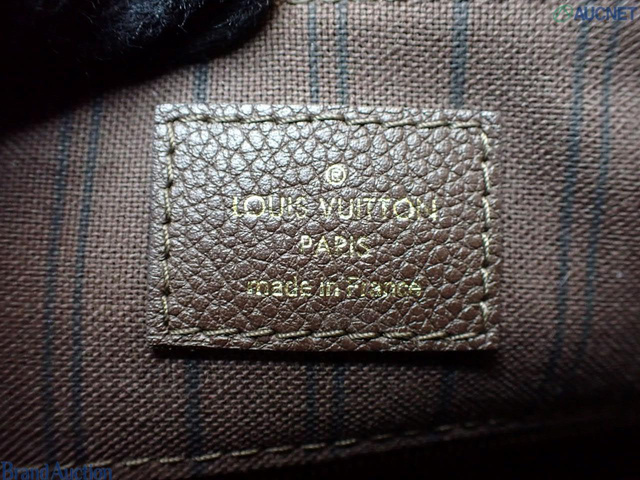 AUCNET
®
LOUIS VUITTON
PARIS
made in France
Brand Auction